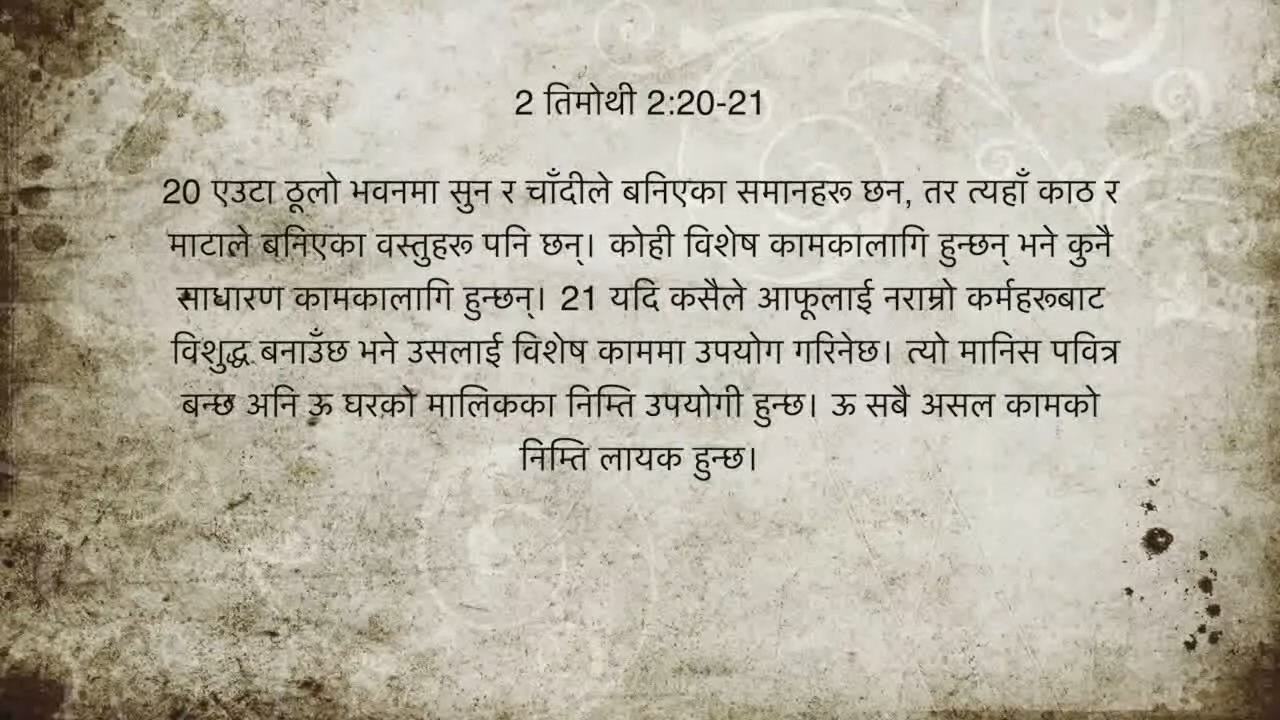 2 तिमोथी 2:20-21
20 एउटा ठूलो भवनमा सुन र चाँदीले बनिएका समानहरू छन, तर त्यहाँ काठ र
माटाले बनिएका वस्तुहरू पनि छन्। कोही विशेष कामकालागि हुन्छन् भने कुनै
साधारण कामकालागि हुन्छन्। 21 यदि कसैले आफूलाई नराम्रो कर्महरूबाट
विशुद्ध बनाउँछ भने उसलाई विशेष काममा उपयोग गरिनेछ। त्यो मानिस पवित्र
बन्छ अनि ऊ घरको मालिकका निम्ति उपयोगी हुन्छ। ऊ सबै असल कामको
निम्ति लायक हुन्छ।